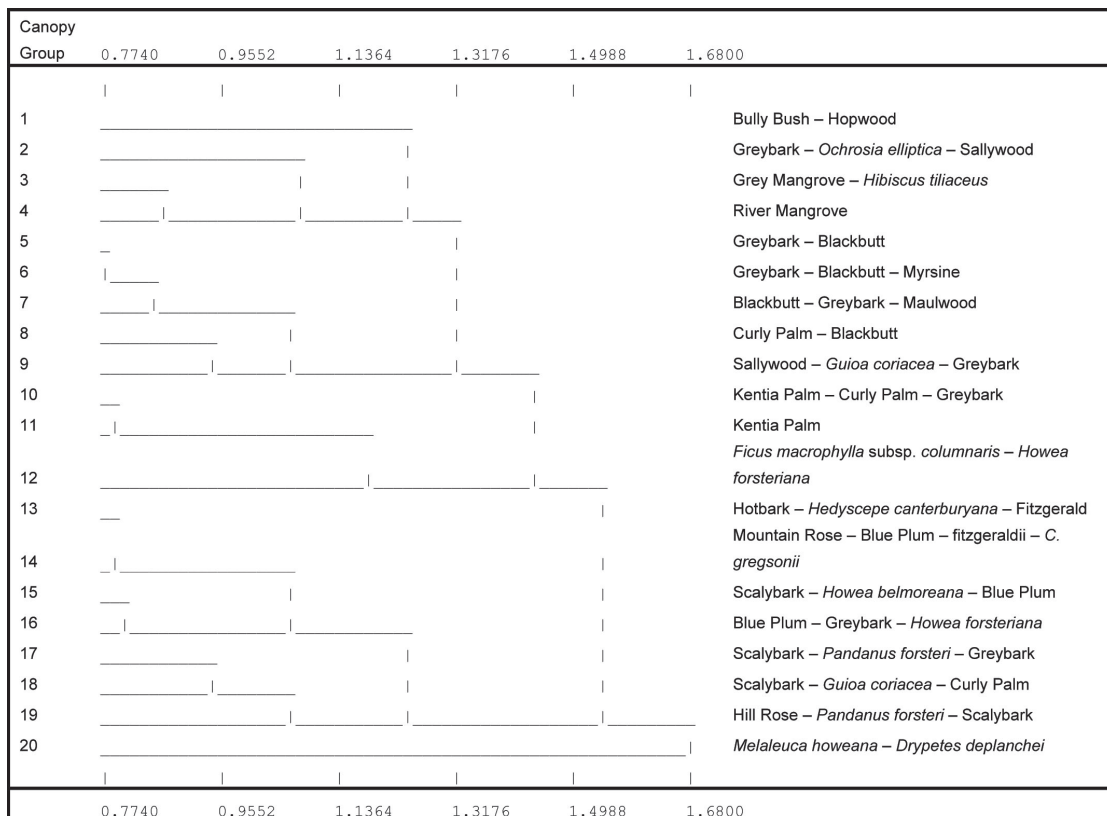 Canopy
Group 0.7740 0.9552 1.1364 1.3176 1.4988 1.6800
1 Bully Bush – Hopwood
2 Greybark – Ochrosia elliptica – Sallywood
3 Grey Mangrove – Hibiscus tiliaceus
4 River Mangrove
5 Greybark – Blackbutt
6 Greybark – Blackbutt – Myrsine
7 Blackbutt – Greybark – Maulwood
8 Curly Palm – Blackbutt
9 Sallywood – Guioa coriacea – Greybark
10 Kentia Palm – Curly Palm – Greybark
11 Kentia Palm
Ficus macrophylla subsp. columnaris – Howea
12 forsteriana
13 Hotbark – Hedyscepe canterburyana – Fitzgerald
Mountain Rose – Blue Plum – fitzgeraldii – C.
14 gregsonii
15 Scalybark – Howea belmoreana – Blue Plum
16 Blue Plum – Greybark – Howea forsteriana
17 Scalybark – Pandanus forsteri – Greybark
18 Scalybark – Guioa coriacea – Curly Palm
19 Hill Rose – Pandanus forsteri – Scalybark
20 Melaleuca howeana – Drypetes deplanchei
0.7740 0.9552 1.1364 1.3176 1.4988 1.6800